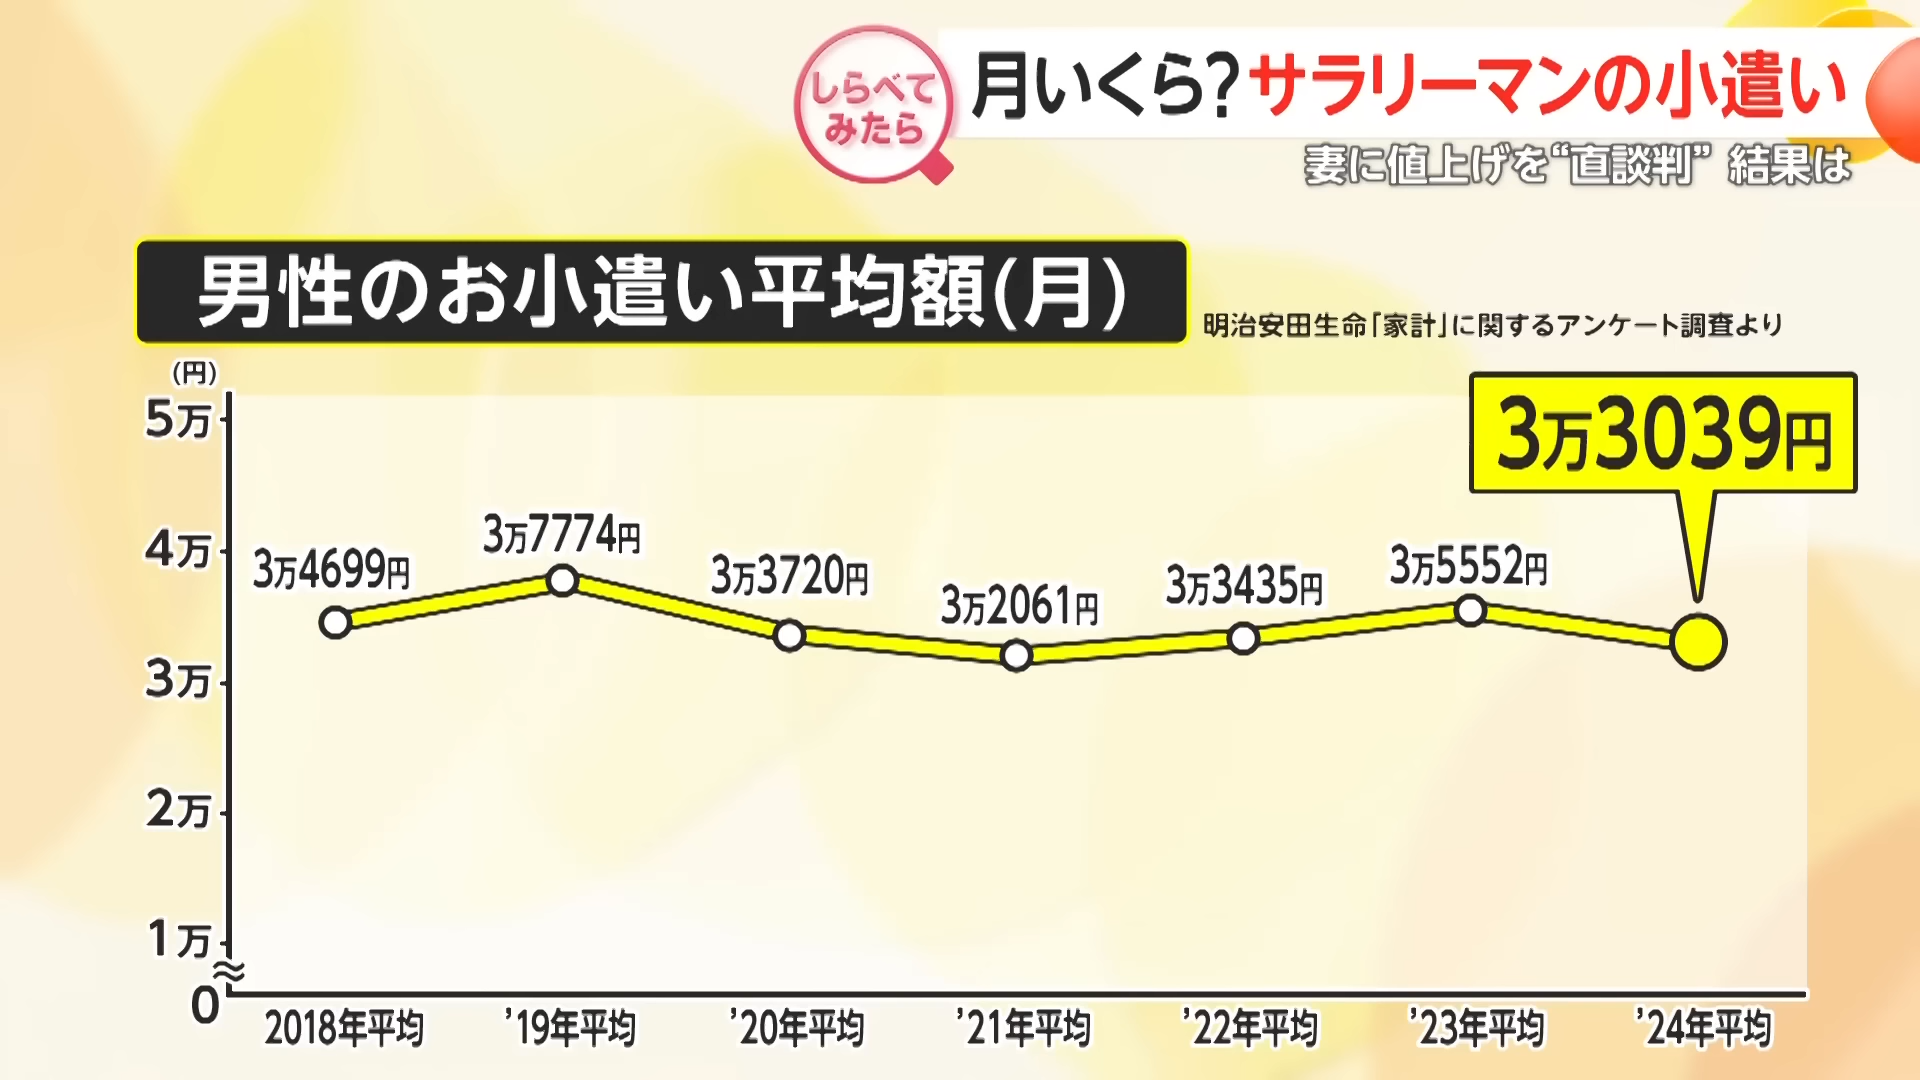 しらべて
みたら
月いくら?サラリーマンの小遣い
妻に値上げを“直談判” 結果は
男性のお小遣い平均額(月)
明治安田生命「家計」に関するアンケート調査より
(円)
5万
4万
3万
2万
1万
0
3万4699円
3万7774円
3万3720円
3万2061円
3万3435円
3万5552円
3万3039円
2018年平均
’19年平均
’20年平均
’21年平均
’22年平均
’23年平均
’24年平均